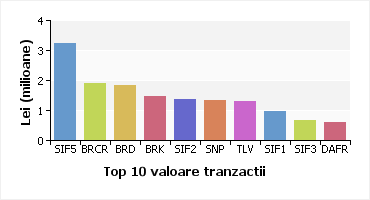 Lei (milioane)
4
3
2
1
0
SIF5 BRCR BRD BRK SIF2 SNP TLV SIF1 SIF3 DAFR
Top 10 valoare tranzactii